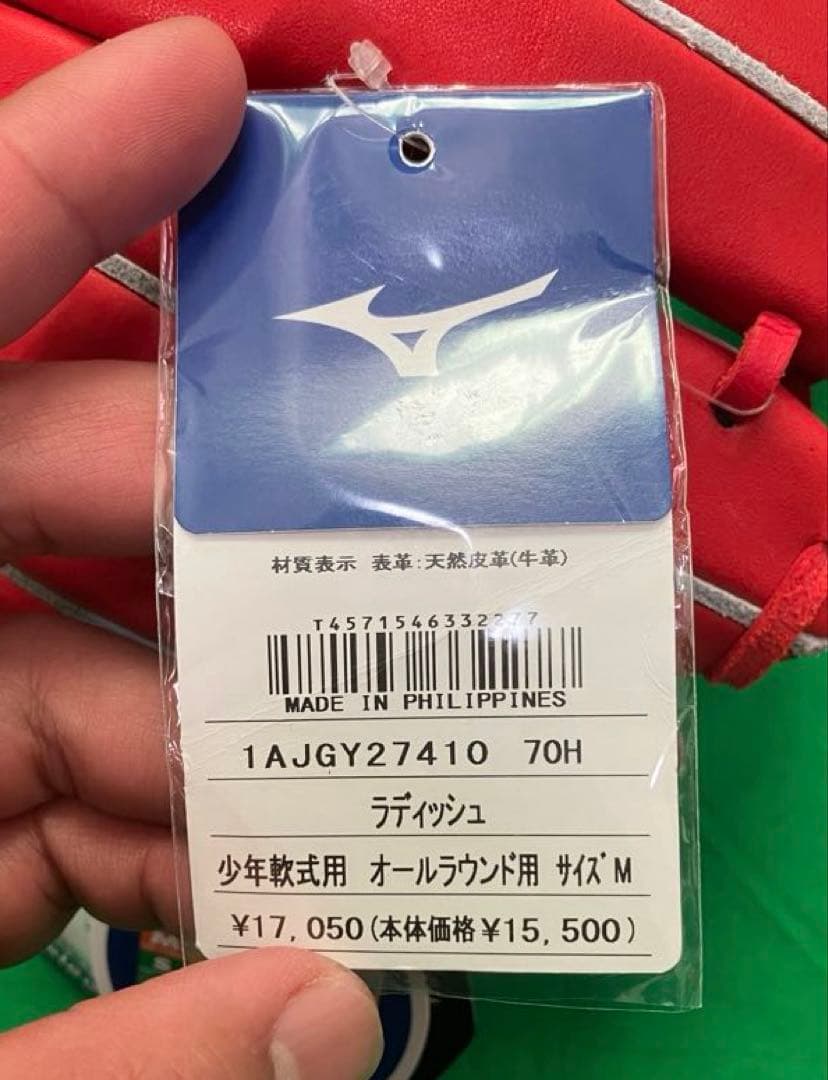 材質表示 表革:天然皮革(牛革)
T4571546332277
MADE IN PHILIPPINES
1AJGY27410 70H
ラディッシュ
少年軟式用 オールラウンド用 サイズM
¥17,050(本体価格¥15,500)